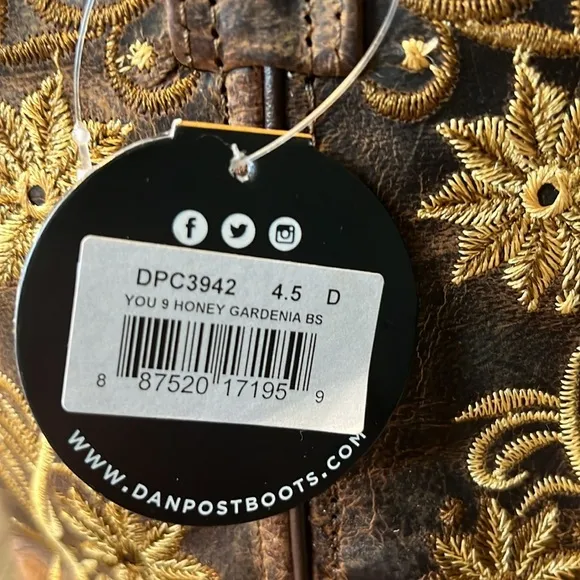 DPC3942 4.5 D
YOU 9 HONEY GARDENIA BS
8 87520 17195 9
WWW.DANPOSTBOOTS.COM